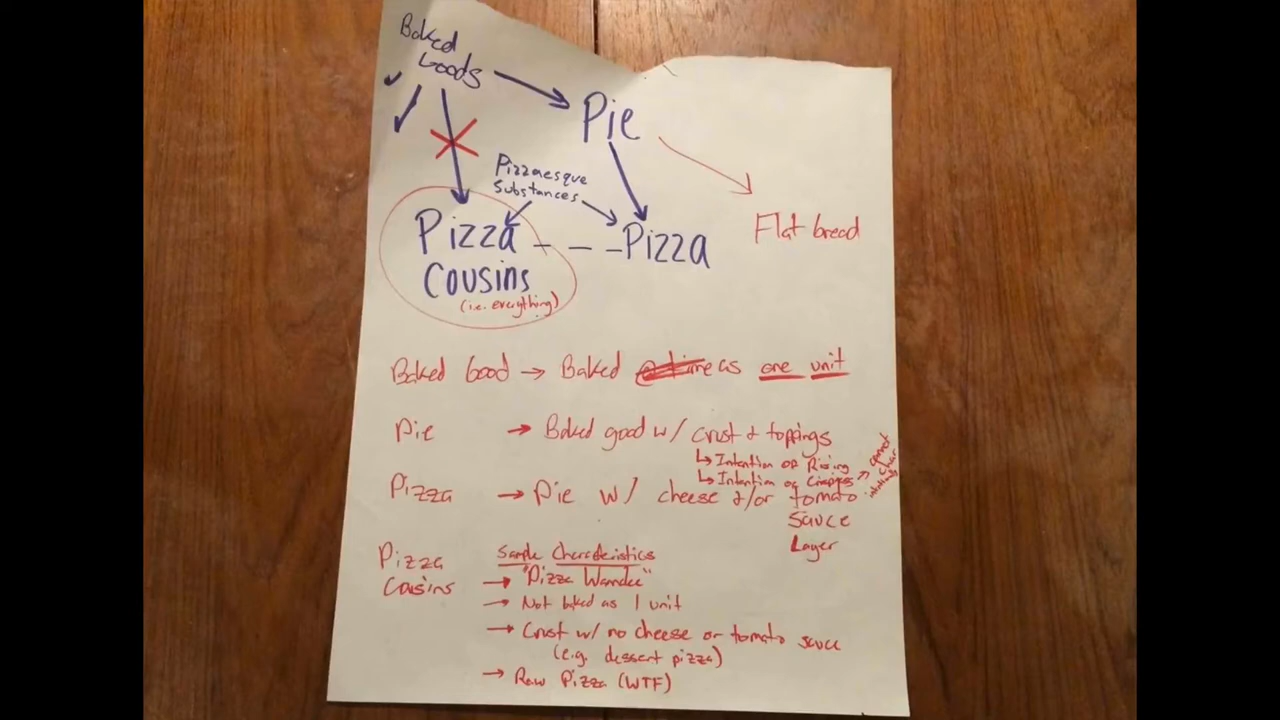 Baked
Goods
Pie
Pizzaesque
Substances
Flat bread
Pizza
Pizza
Cousins
(i.e. everything)
Baked Good → Baked as one unit
Pie → Baked good w/ crust & toppings
↳ Intention of Rising
↳ Intention of →
Pizza → Pie w/ cheese &/or tomato
Sauce
Layer
Pizza
Cousins
Sample Characteristics
→ "Pizza
→ Not baked as 1 unit
→ Crust w/ no cheese or tomato sauce
(e.g. dessert pizza)
→ Raw Pizza (WTF)